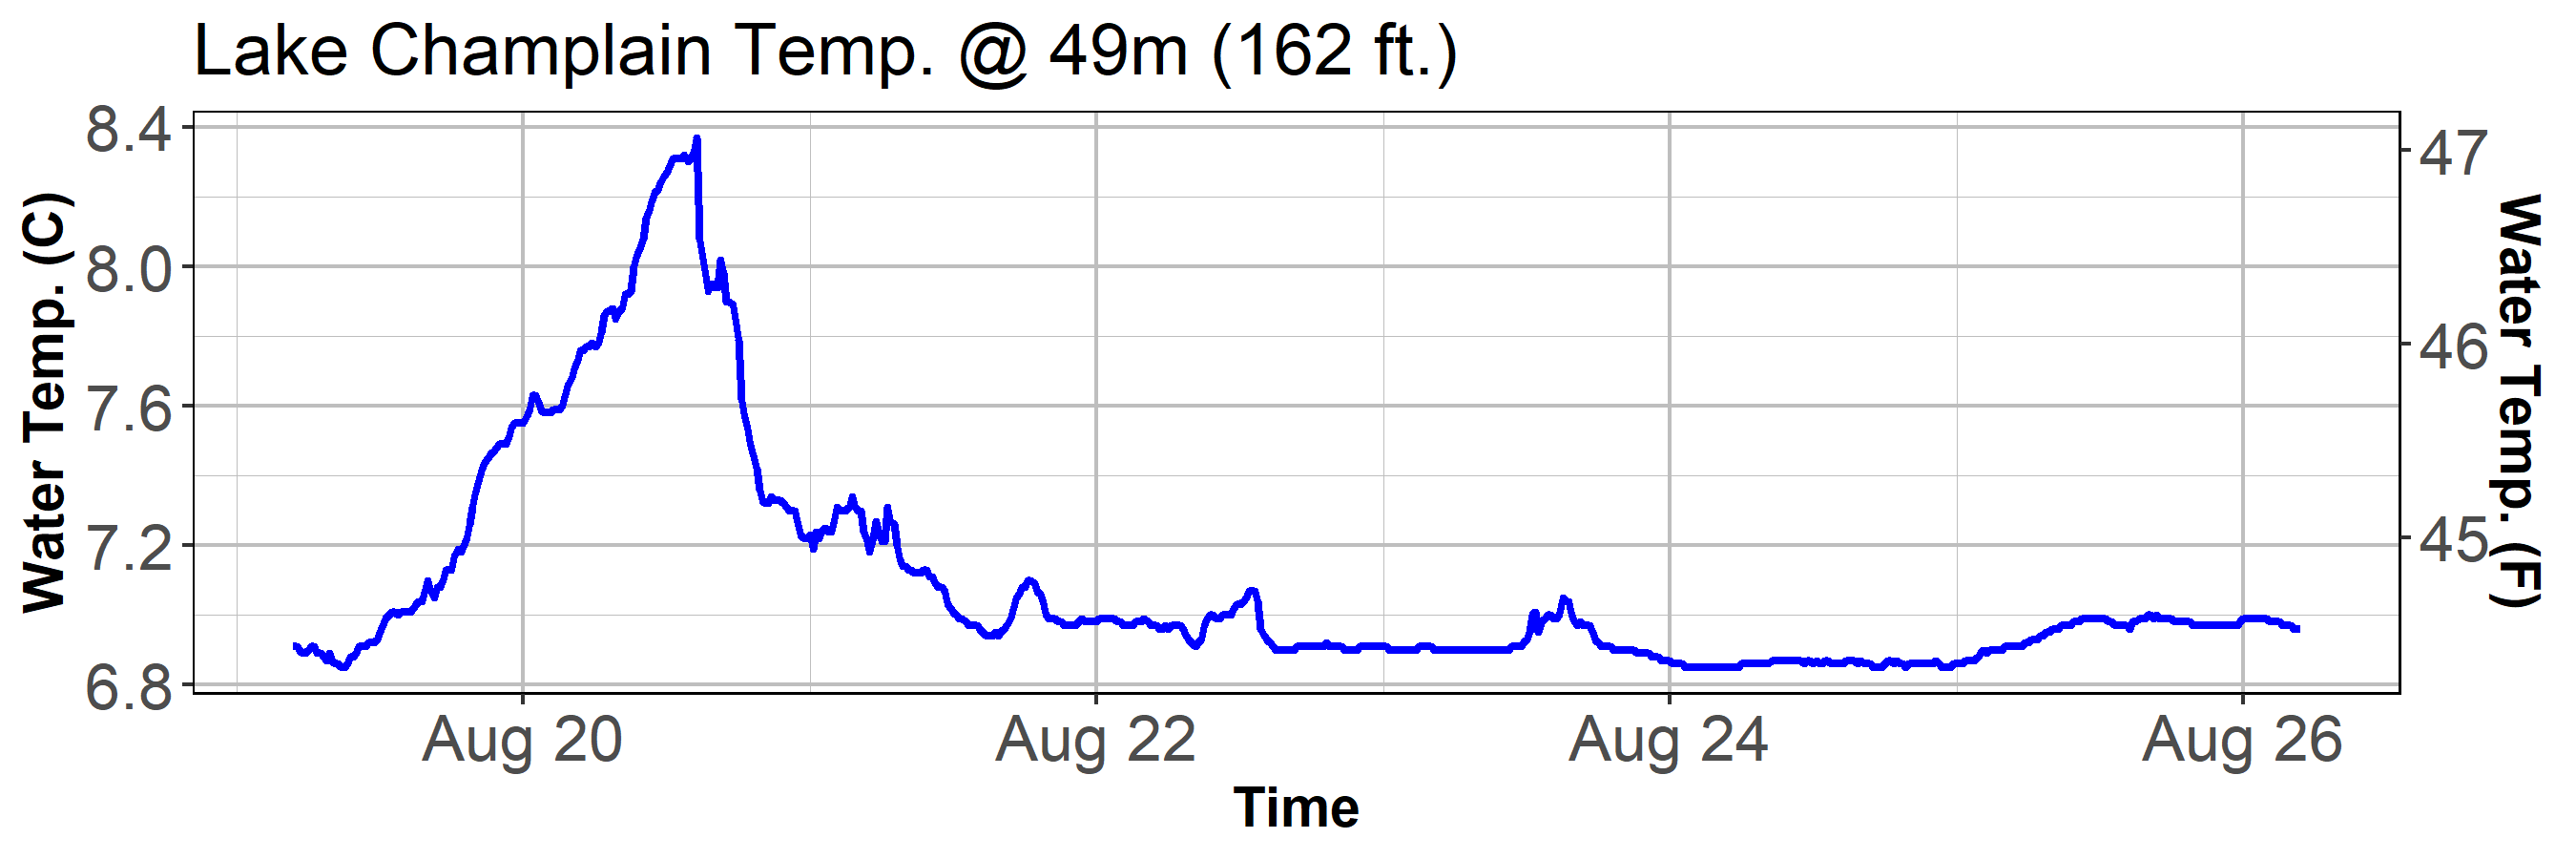 Lake Champlain Temp. @ 49m (162 ft.)
8.4
8.0
7.6
7.2
6.8
Water Temp. (C)
47
46
45
Water Temp. (F)
Aug 20
Aug 22
Aug 24
Aug 26
Time